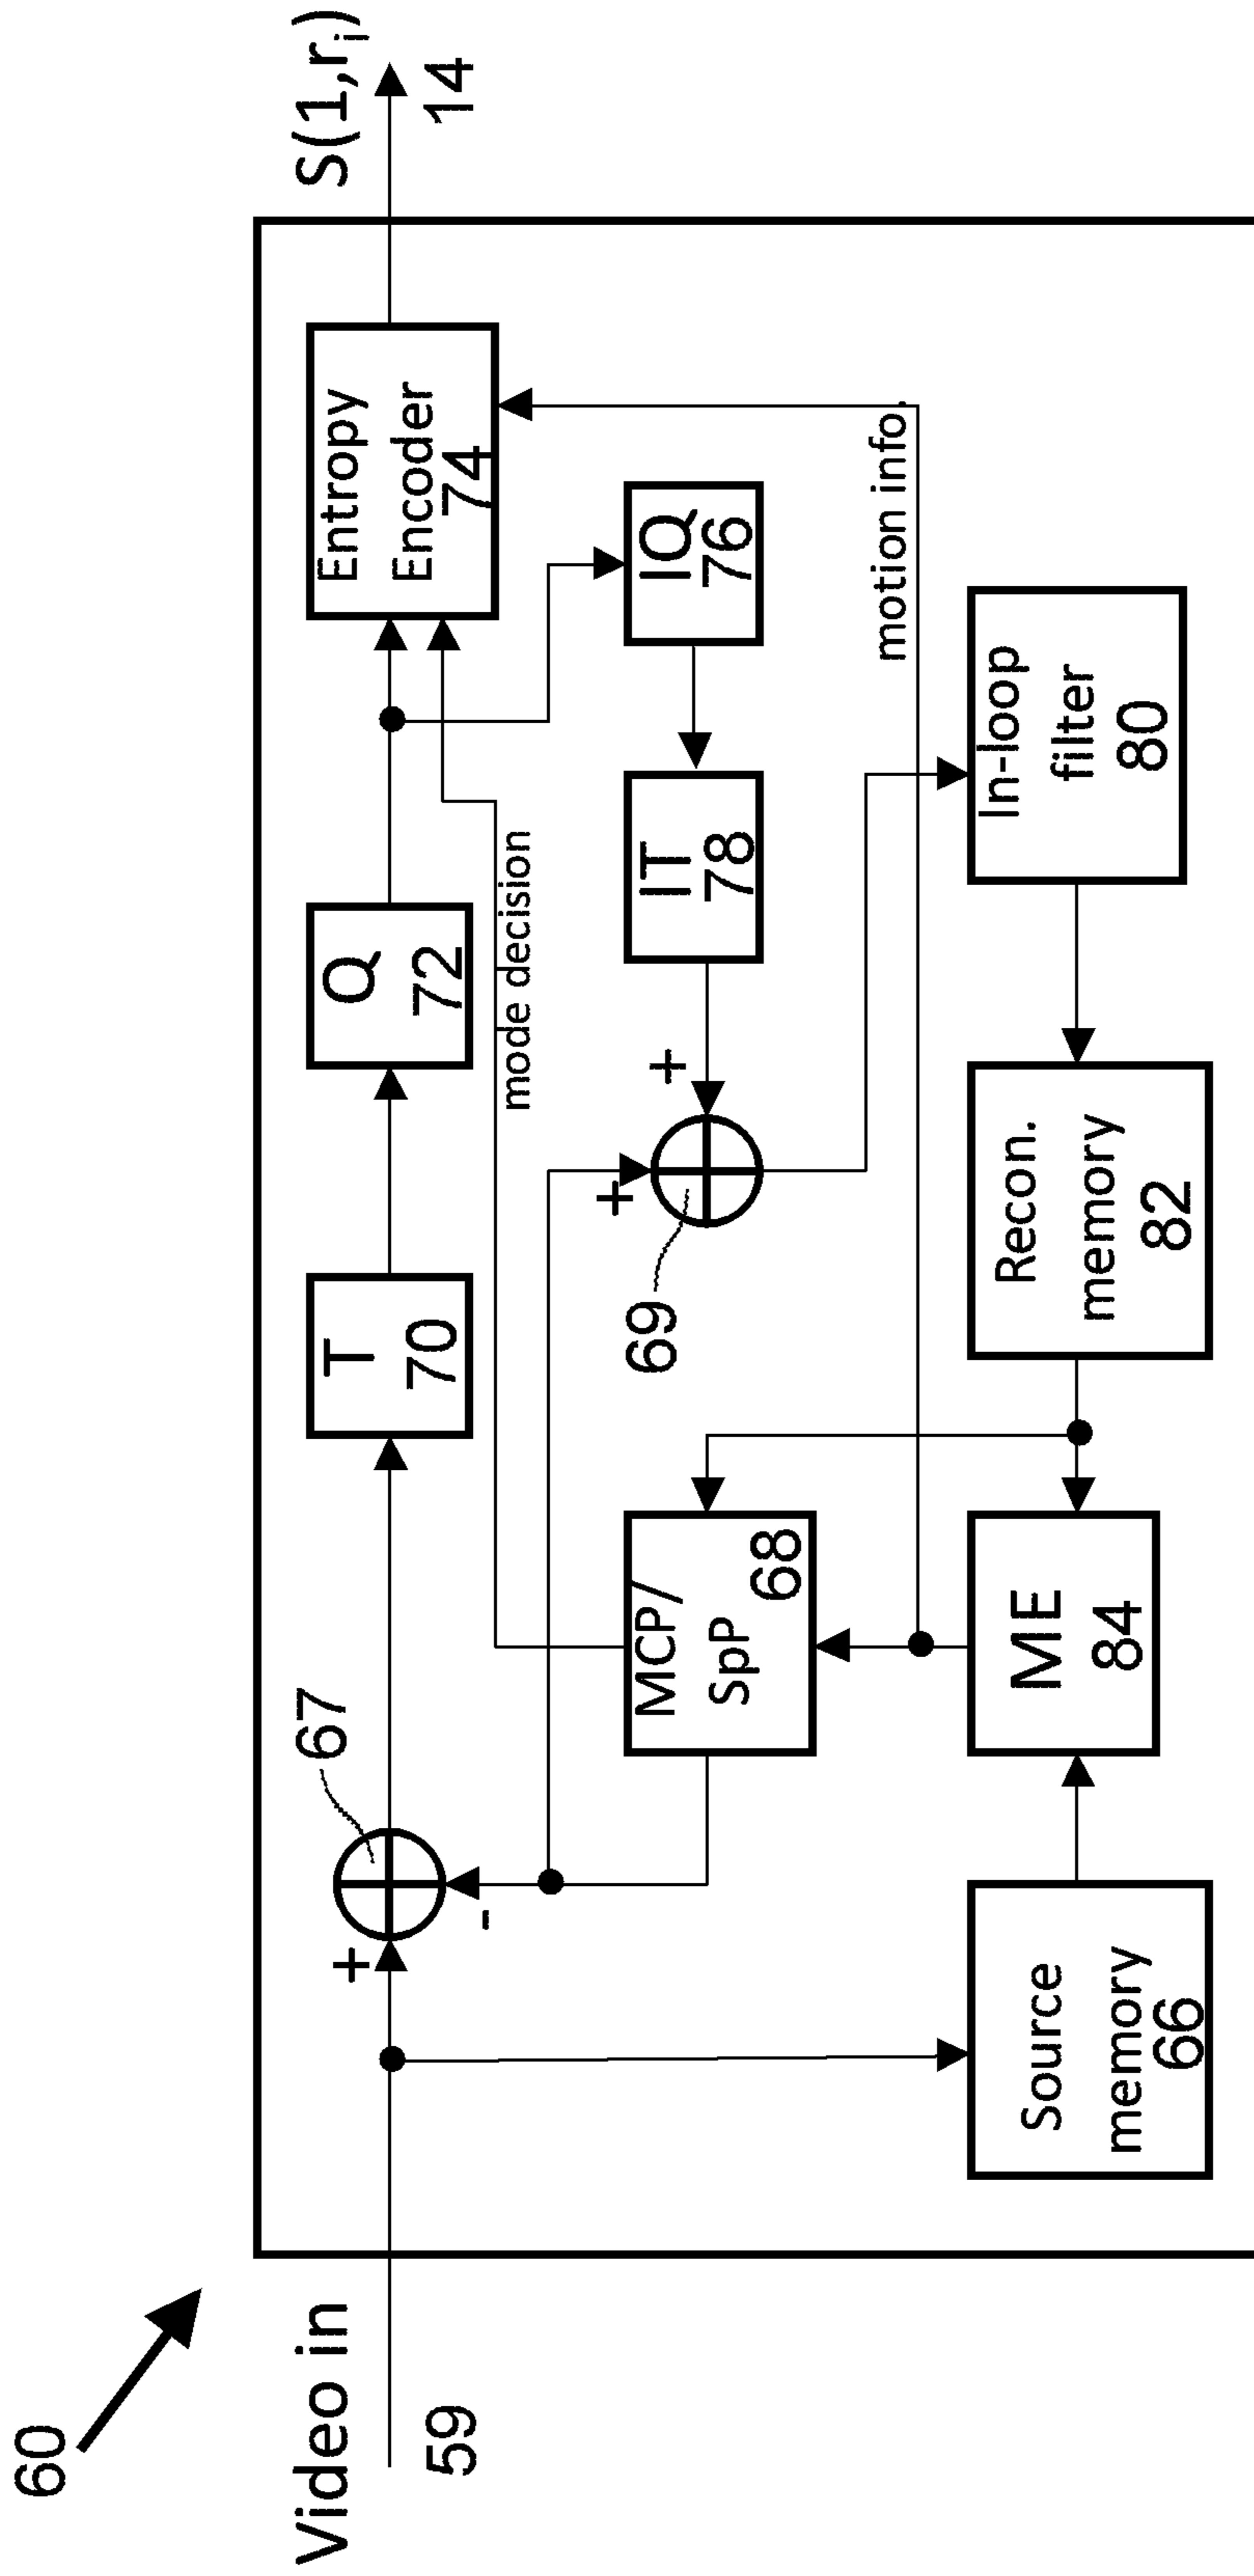 60
Video in
59
+
67
-
T
70
Q
72
Entropy
Encoder
74
S(1,rᵢ)
14
mode decision
MCP/
SpP
68
69
+
+
IT
78
IQ
76
motion info.
Source
memory
66
ME
84
Recon.
memory
82
In-loop
filter
80